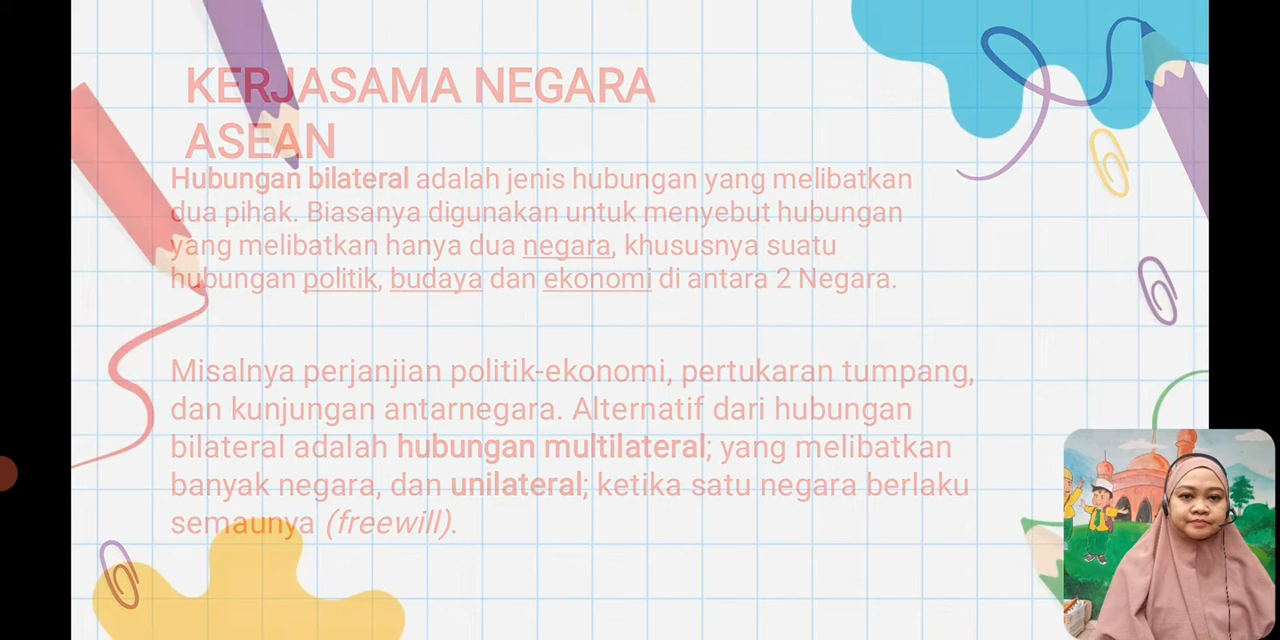 KERJASAMA NEGARA
ASEAN
Hubungan bilateral adalah jenis hubungan yang melibatkan
dua pihak. Biasanya digunakan untuk menyebut hubungan
yang melibatkan hanya dua negara, khususnya suatu
hubungan politik, budaya dan ekonomi di antara 2 Negara.
Misalnya perjanjian politik-ekonomi, pertukaran tumpang,
dan kunjungan antarnegara. Alternatif dari hubungan
bilateral adalah hubungan multilateral; yang melibatkan
banyak negara, dan unilateral; ketika satu negara berlaku
semaunya (freewill).